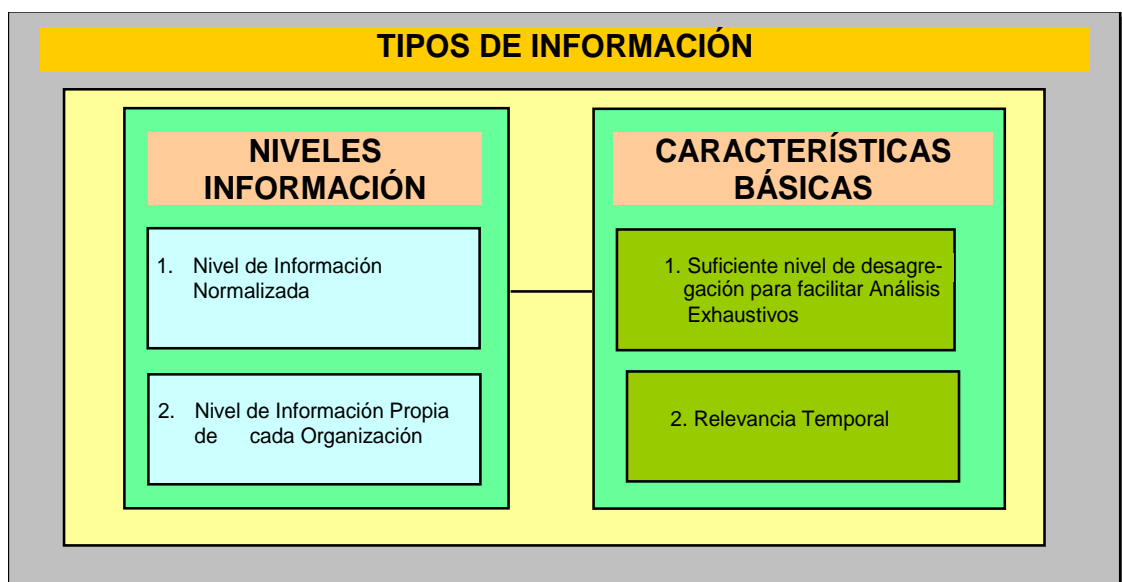 TIPOS DE INFORMACIÓN
NIVELES
INFORMACIÓN
1. Nivel de Información
Normalizada
2. Nivel de Información Propia
de cada Organización
CARACTERÍSTICAS
BÁSICAS
1. Suficiente nivel de desagre-
gación para facilitar Análisis
Exhaustivos
2. Relevancia Temporal